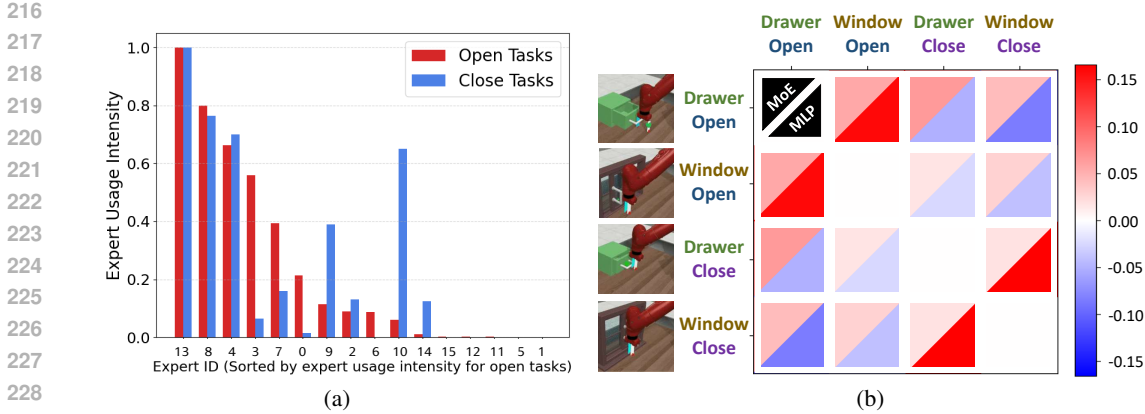 216
217
218
219
220
221
222
223
224
225
226
227
228
1.0
0.8
0.6
0.4
0.2
0.0
Expert Usage Intensity
Open Tasks
Close Tasks
13 8 4 3 7 0 9 2 6 10 14 15 12 11 5 1
Expert ID (Sorted by expert usage intensity for open tasks)
(a)
Drawer Window Drawer Window
Open Open Close Close
Drawer
Open
Window
Open
Drawer
Close
Window
Close
MoE
MLP
0.15
0.10
0.05
0.00
-0.05
-0.10
-0.15
(b)